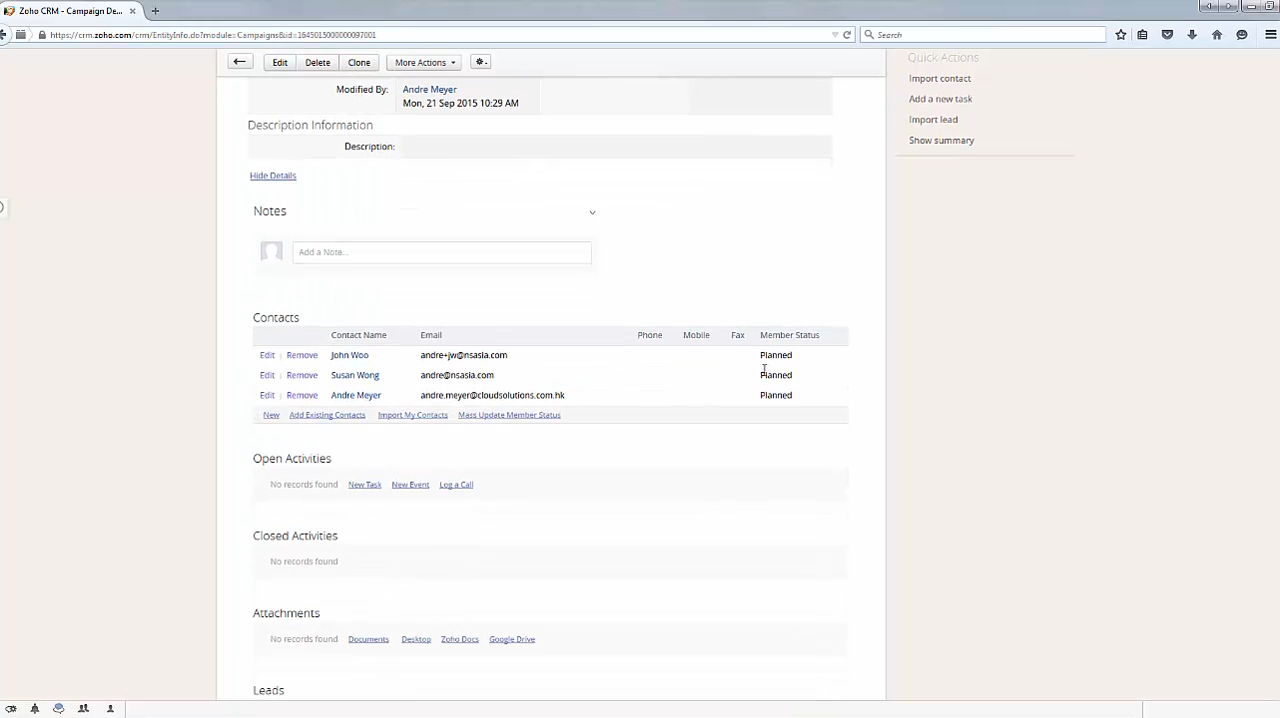 Zoho CRM - Campaign De...
https://crm.zoho.com/crm/EntityInfo.do?module=Campaigns&id=1645015000000097001
Search
Edit Delete Clone More Actions
Quick Actions
Import contact
Add a new task
Import lead
Show summary
Modified By: Andre Meyer
Mon, 21 Sep 2015 10:29 AM
Description Information
Description:
Hide Details
Notes
Add a Note...
Contacts
Contact Name Email Phone Mobile Fax Member Status
Edit | Remove John Woo andre+jw@nsasia.com Planned
Edit | Remove Susan Wong andre@nsasia.com Planned
Edit | Remove Andre Meyer andre.meyer@cloudsolutions.com.hk Planned
New Add Existing Contacts Import My Contacts Mass Update Member Status
Open Activities
No records found New Task New Event Log a Call
Closed Activities
No records found
Attachments
No records found Documents Desktop Zoho Docs Google Drive
Leads